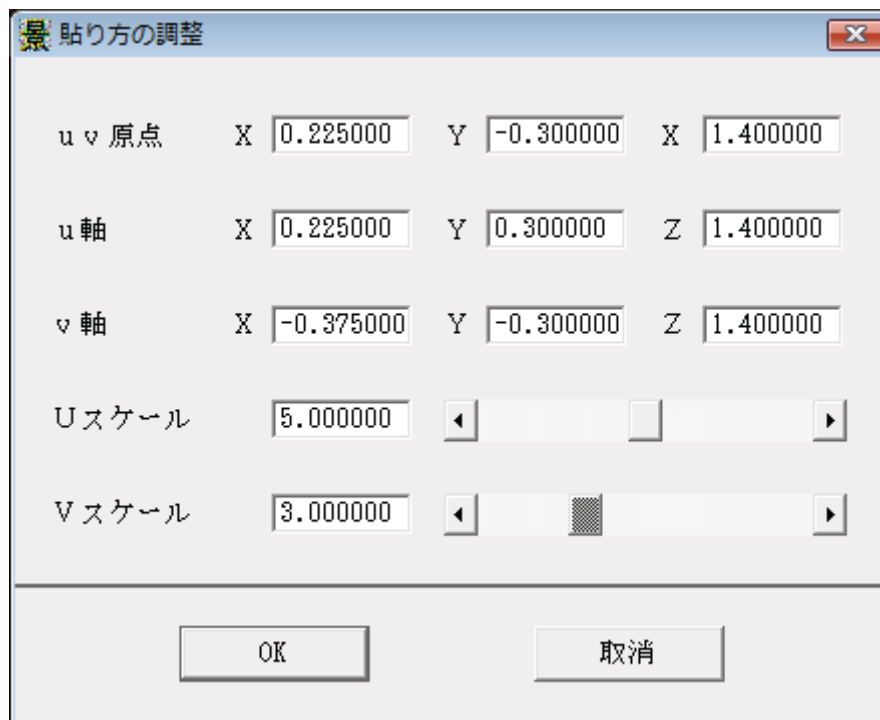 景 貼り方の調整
ｕｖ原点 X 0.225000 Y -0.300000 X 1.400000
ｕ軸 X 0.225000 Y 0.300000 Z 1.400000
ｖ軸 X -0.375000 Y -0.300000 Z 1.400000
Ｕスケール 5.000000
Ｖスケール 3.000000
OK 取消